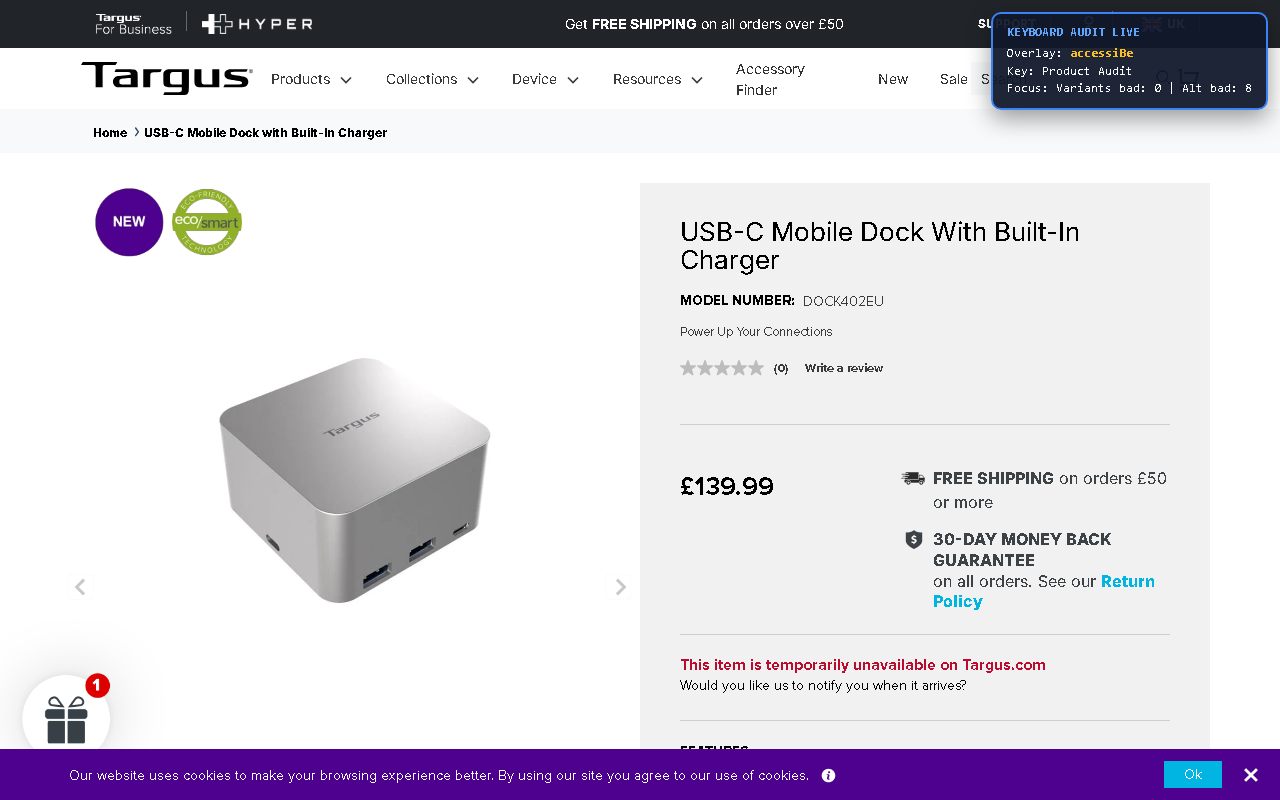 Targus
For Business
HYPER
Get FREE SHIPPING on all orders over £50
SUPPORT
UK
KEYBOARD AUDIT LIVE
Overlay: accessiBe
Key: Product Audit
Focus: Variants bad: 0 | Alt bad: 8
Targus
Products
Collections
Device
Resources
Accessory
Finder
New
Sale
Home
USB-C Mobile Dock with Built-In Charger
NEW
ECO-FRIENDLY
eco/smart
TECHNOLOGY
Targus
USB-C Mobile Dock With Built-In
Charger
MODEL NUMBER: DOCK402EU
Power Up Your Connections
(0) Write a review
£139.99
FREE SHIPPING on orders £50
or more
30-DAY MONEY BACK
GUARANTEE
on all orders. See our Return
Policy
This item is temporarily unavailable on Targus.com
Would you like us to notify you when it arrives?
FEATURES
1
Our website uses cookies to make your browsing experience better. By using our site you agree to our use of cookies.
Ok